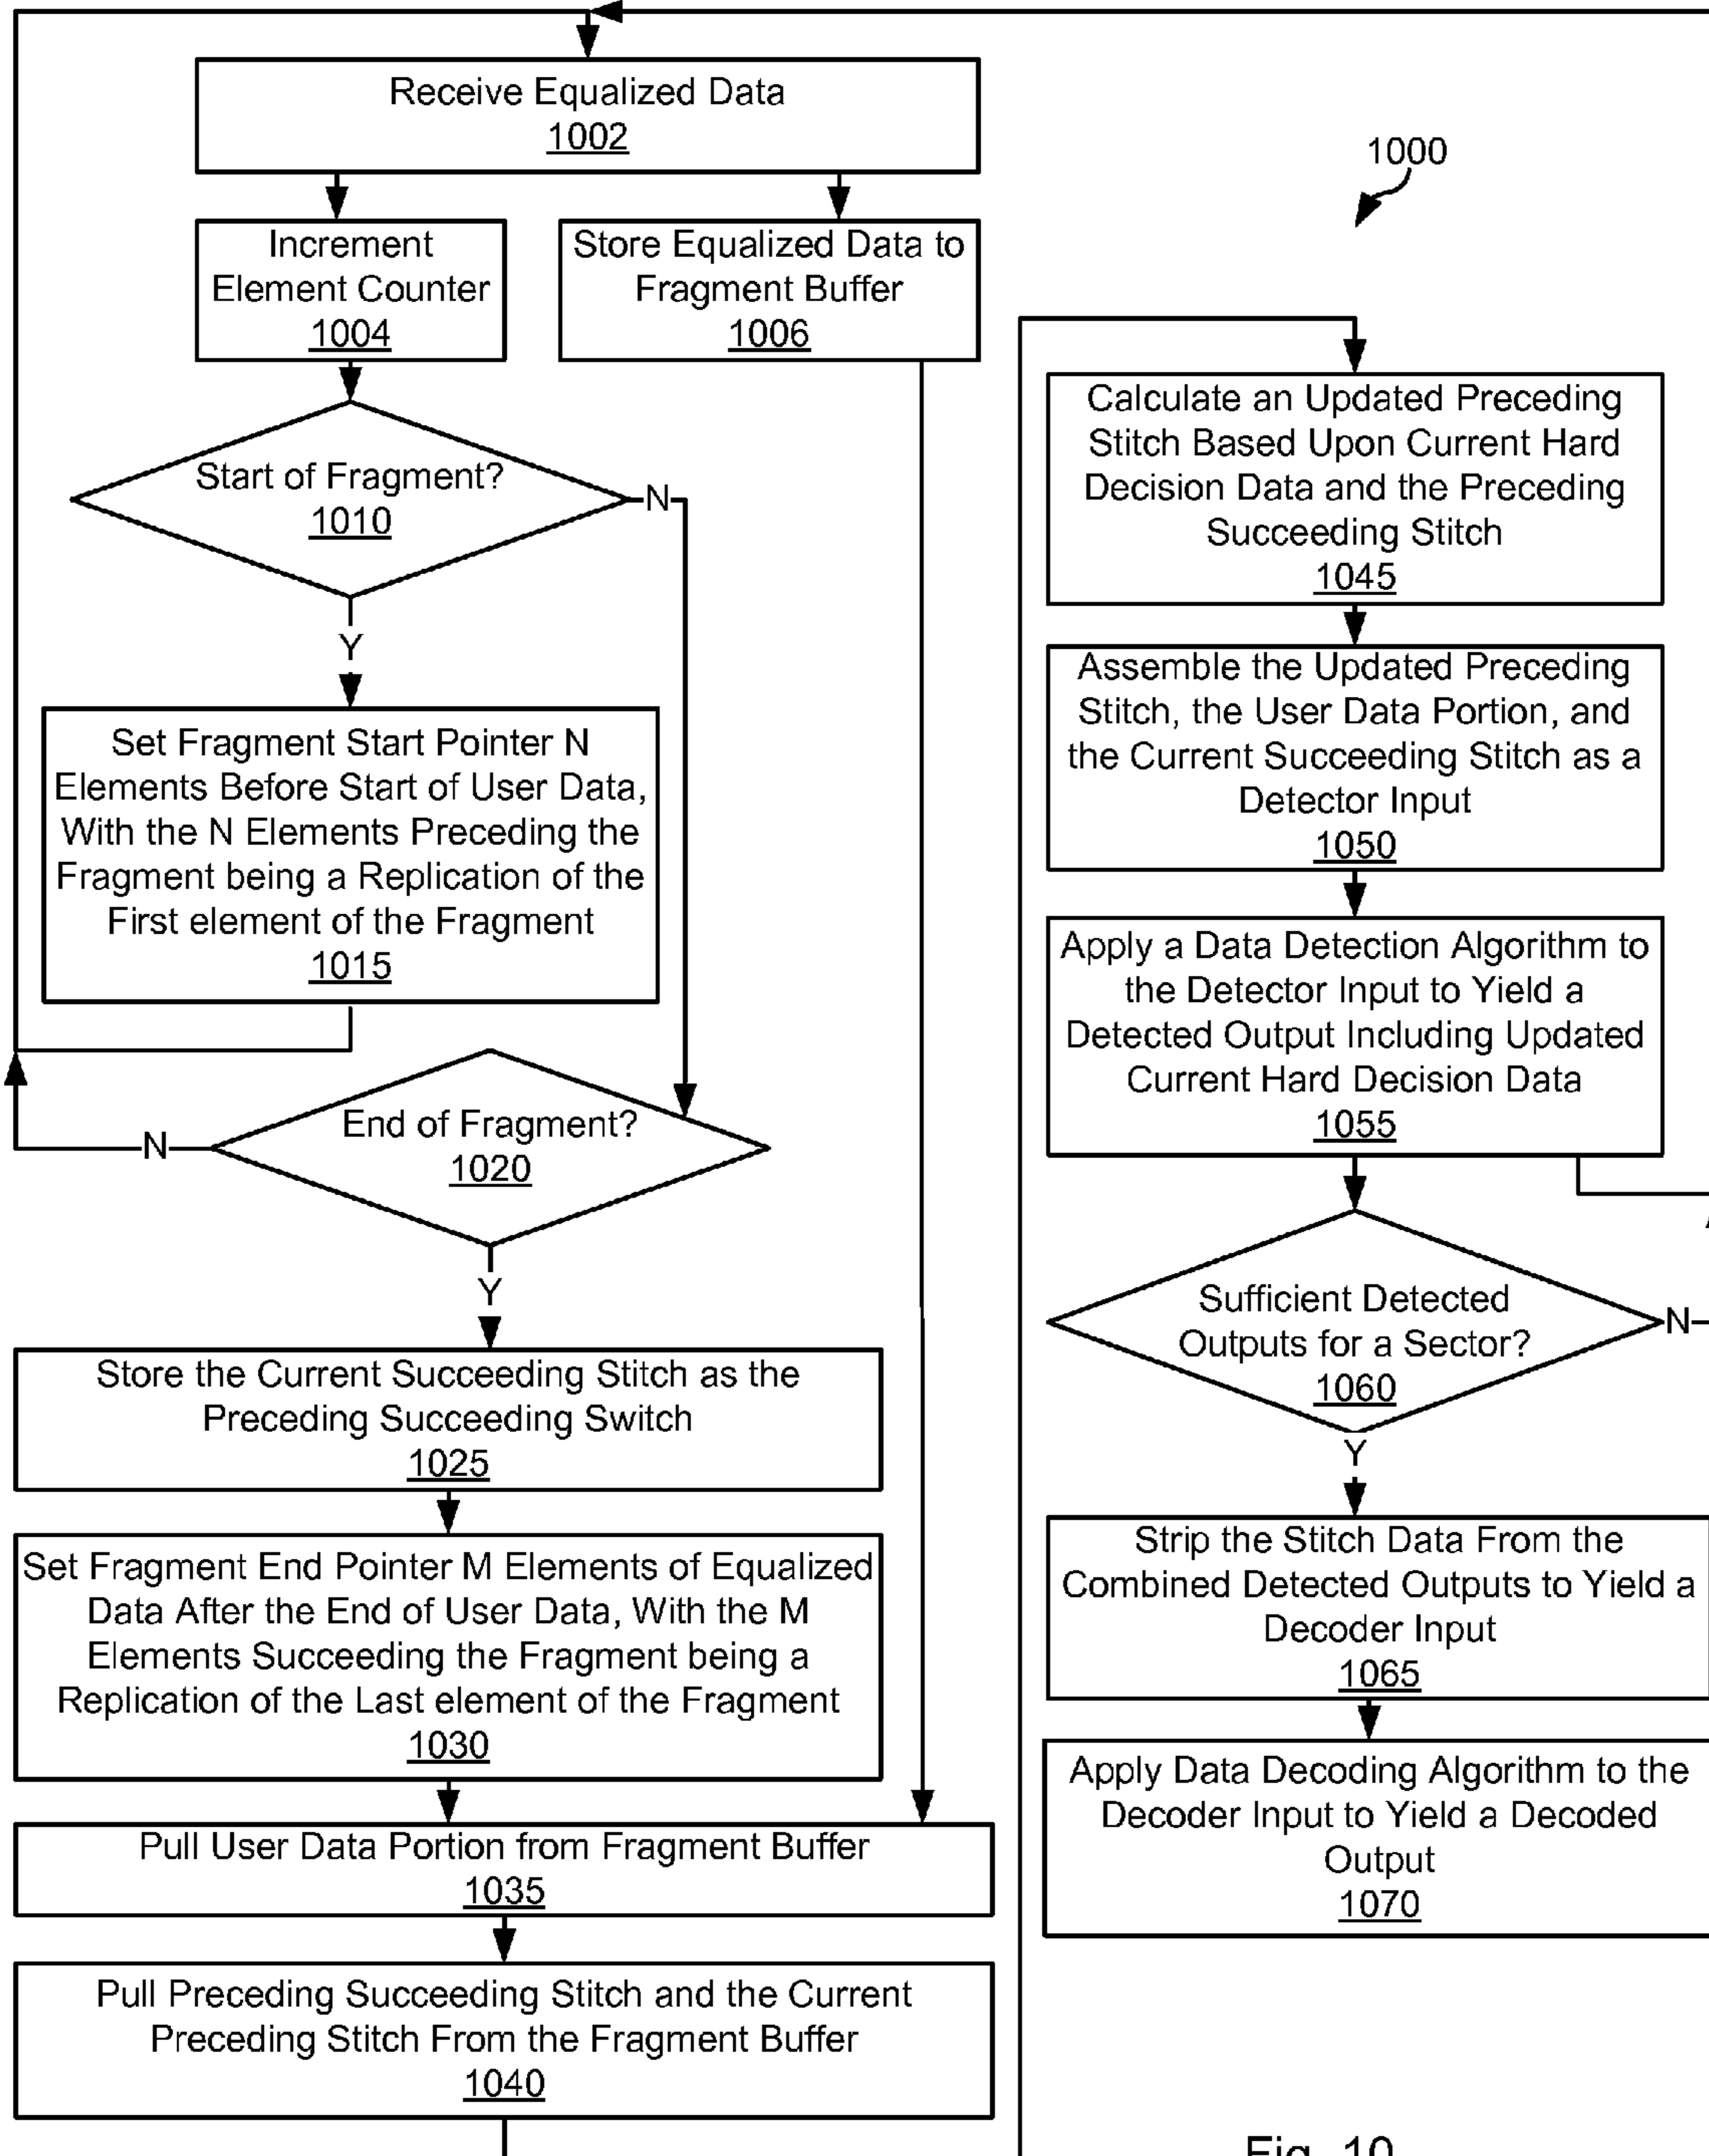 Receive Equalized Data
1002
1000
Increment
Element Counter
1004
Store Equalized Data to
Fragment Buffer
1006
Start of Fragment?
1010
N
Y
Set Fragment Start Pointer N
Elements Before Start of User Data,
With the N Elements Preceding the
Fragment being a Replication of the
First element of the Fragment
1015
End of Fragment?
1020
N
Y
Store the Current Succeeding Stitch as the
Preceding Succeeding Switch
1025
Set Fragment End Pointer M Elements of Equalized
Data After the End of User Data, With the M
Elements Succeeding the Fragment being a
Replication of the Last element of the Fragment
1030
Pull User Data Portion from Fragment Buffer
1035
Pull Preceding Succeeding Stitch and the Current
Preceding Stitch From the Fragment Buffer
1040
Calculate an Updated Preceding
Stitch Based Upon Current Hard
Decision Data and the Preceding
Succeeding Stitch
1045
Assemble the Updated Preceding
Stitch, the User Data Portion, and
the Current Succeeding Stitch as a
Detector Input
1050
Apply a Data Detection Algorithm to
the Detector Input to Yield a
Detected Output Including Updated
Current Hard Decision Data
1055
Sufficient Detected
Outputs for a Sector?
1060
N
Y
Strip the Stitch Data From the
Combined Detected Outputs to Yield a
Decoder Input
1065
Apply Data Decoding Algorithm to the
Decoder Input to Yield a Decoded
Output
1070
Fig. 10